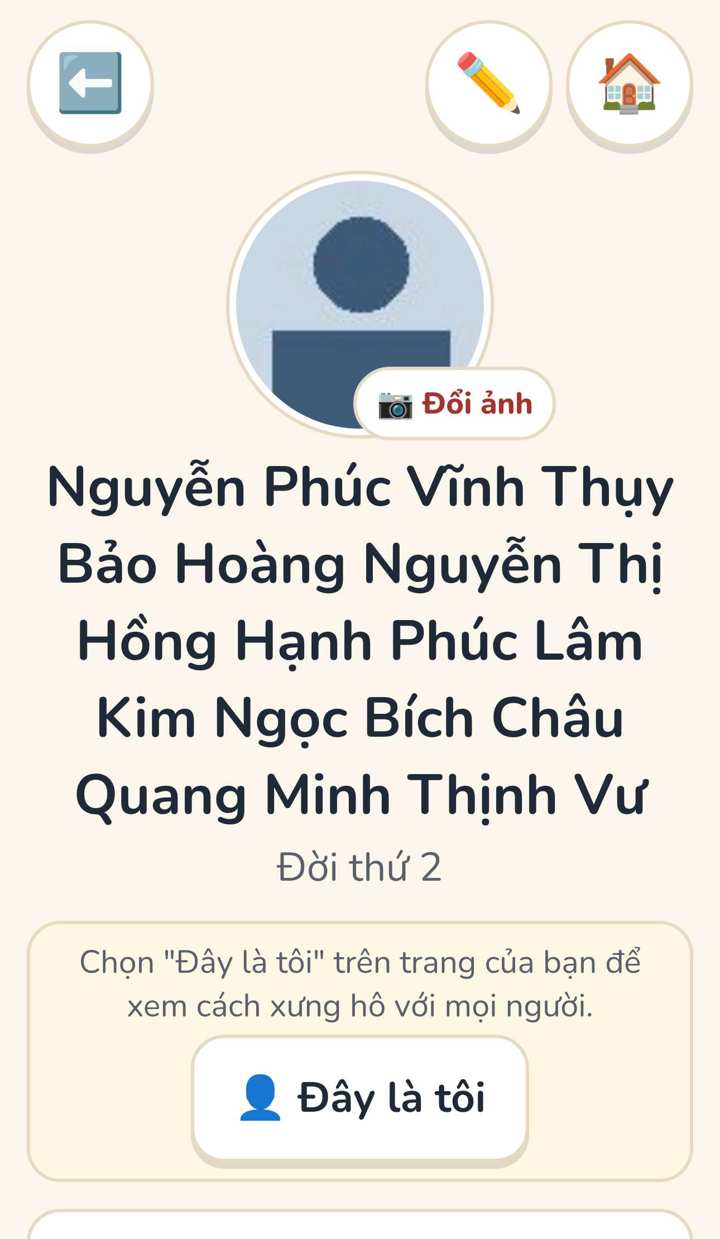 Đổi ảnh
Nguyễn Phúc Vĩnh Thụy
Bảo Hoàng Nguyễn Thị
Hồng Hạnh Phúc Lâm
Kim Ngọc Bích Châu
Quang Minh Thịnh Vư
Đời thứ 2
Chọn "Đây là tôi" trên trang của bạn để
xem cách xưng hô với mọi người.
Đây là tôi